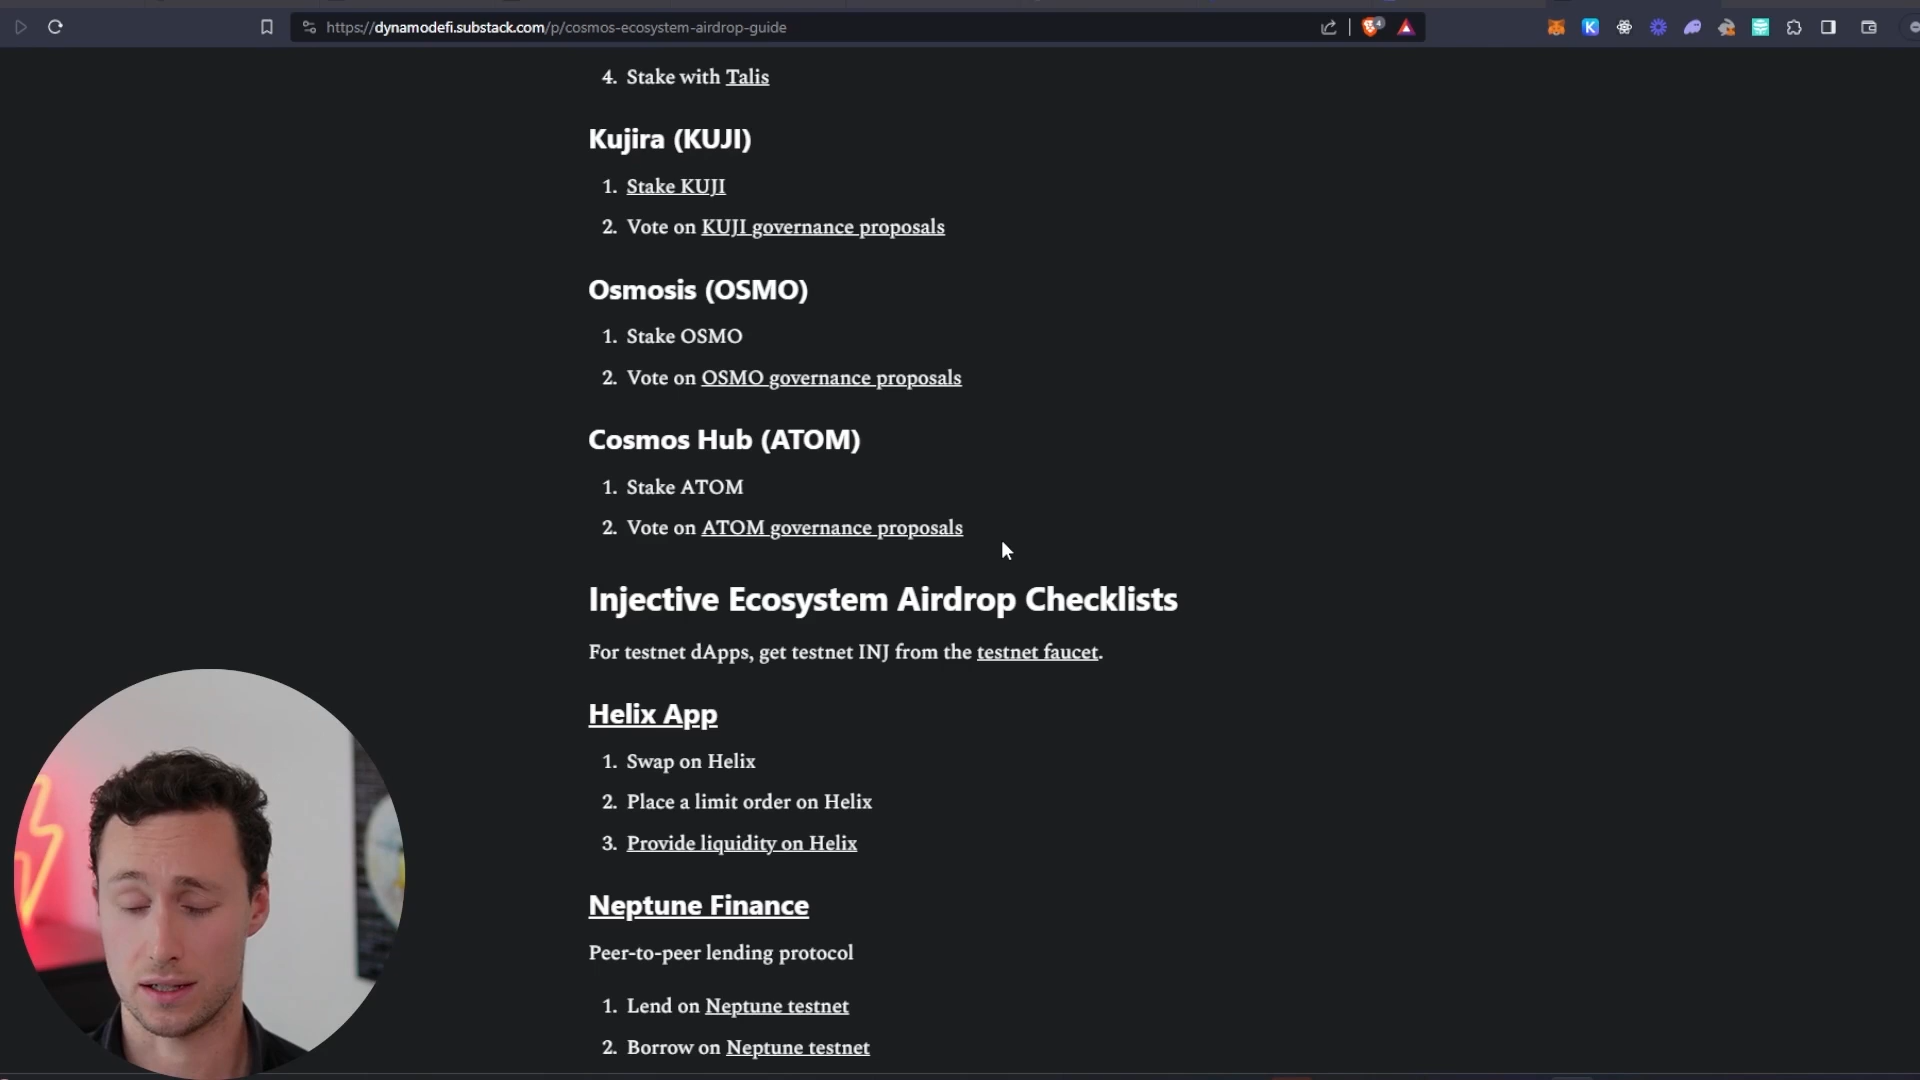 https://dynamodefi.substack.com/p/cosmos-ecosystem-airdrop-guide
4
K
4. Stake with Talis
Kujira (KUJI)
1. Stake KUJI
2. Vote on KUJI governance proposals
Osmosis (OSMO)
1. Stake OSMO
2. Vote on OSMO governance proposals
Cosmos Hub (ATOM)
1. Stake ATOM
2. Vote on ATOM governance proposals
Injective Ecosystem Airdrop Checklists
For testnet dApps, get testnet INJ from the testnet faucet.
Helix App
1. Swap on Helix
2. Place a limit order on Helix
3. Provide liquidity on Helix
Neptune Finance
Peer-to-peer lending protocol
1. Lend on Neptune testnet
2. Borrow on Neptune testnet